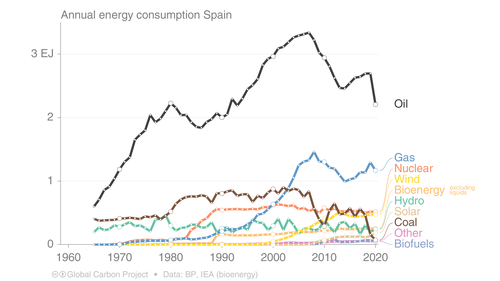 Annual energy consumption Spain
3 EJ
2
1
0
1960 1970 1980 1990 2000 2010 2020
Oil
Gas
Nuclear
Wind
Bioenergy excluding liquids
Hydro
Solar
Coal
Other
Biofuels
Global Carbon Project • Data: BP, IEA (bioenergy)